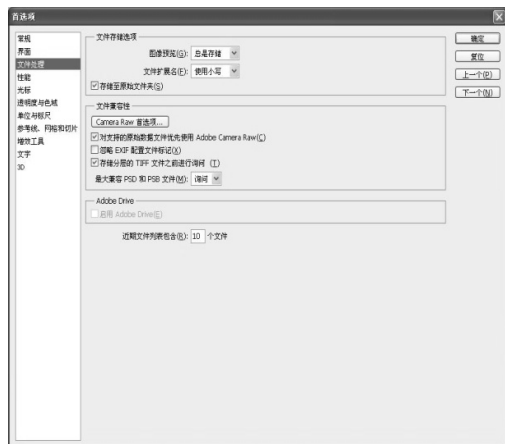 首选项
常规
界面
文件处理
性能
光标
透明度与色域
单位与标尺
参考线、网格和切片
增效工具
文字
3D
文件存储选项
图像预览(G): 总是存储
文件扩展名(F): 使用小写
存储至原始文件夹(S)
文件兼容性
Camera Raw 首选项...
对支持的原始数据文件优先使用 Adobe Camera Raw(C)
忽略 EXIF 配置文件标记(X)
存储分层的 TIFF 文件之前进行询问 (T)
最大兼容 PSD 和 PSB 文件(M): 询问
Adobe Drive
启用 Adobe Drive(E)
近期文件列表包含(R): 10 个文件
确定
复位
上一个(P)
下一个(N)